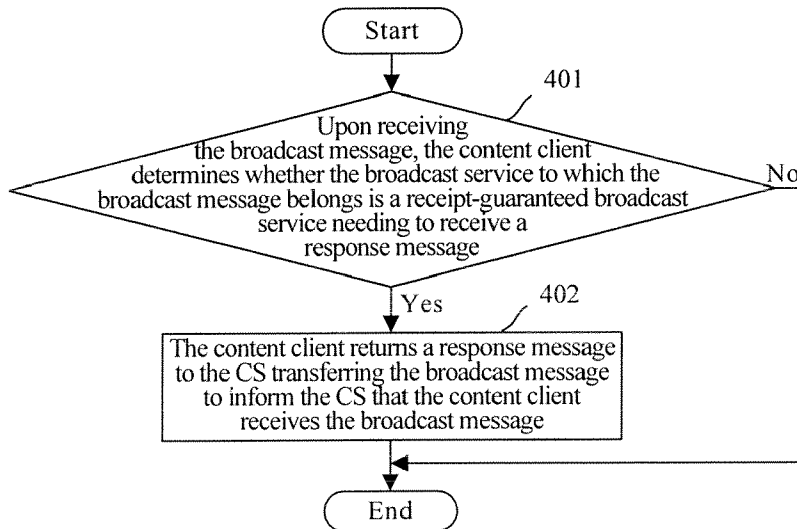 Start
401
Upon receiving
the broadcast message, the content client
determines whether the broadcast service to which the
broadcast message belongs is a receipt-guaranteed broadcast
service needing to receive a
response message
No
Yes
402
The content client returns a response message
to the CS transferring the broadcast message
to inform the CS that the content client
receives the broadcast message
End